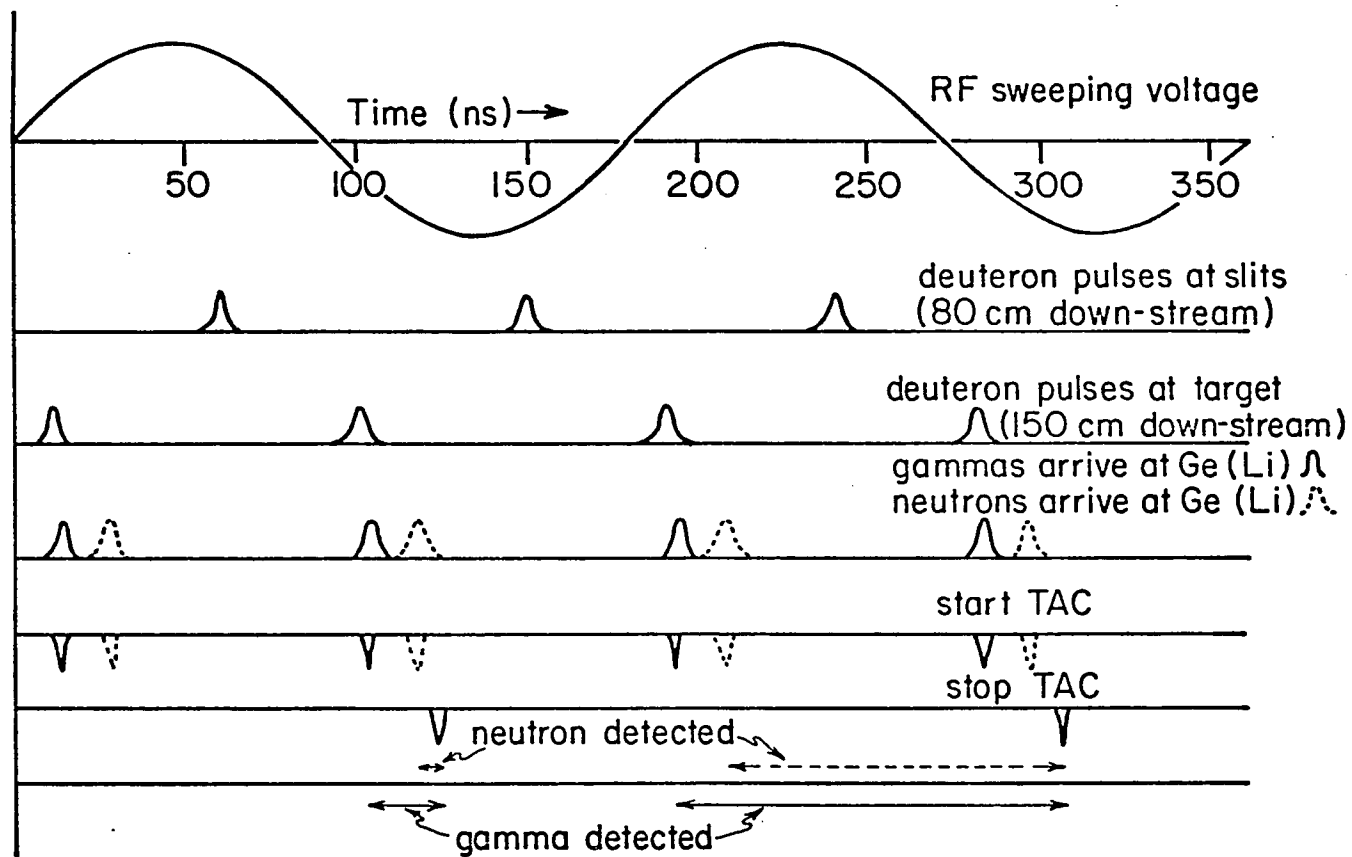 RF sweeping voltage
Time (ns)→
50 100 150 200 250 300 350
deuteron pulses at slits
(80 cm down-stream)
deuteron pulses at target
(150 cm down-stream)
gammas arrive at Ge (Li)
neutrons arrive at Ge (Li)
start TAC
stop TAC
neutron detected
gamma detected